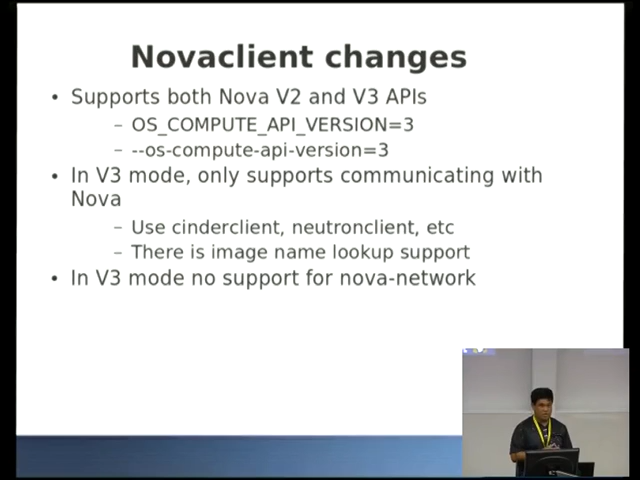 Novaclient changes
• Supports both Nova V2 and V3 APIs
– OS_COMPUTE_API_VERSION=3
– --os-compute-api-version=3
• In V3 mode, only supports communicating with
Nova
– Use cinderclient, neutronclient, etc
– There is image name lookup support
• In V3 mode no support for nova-network